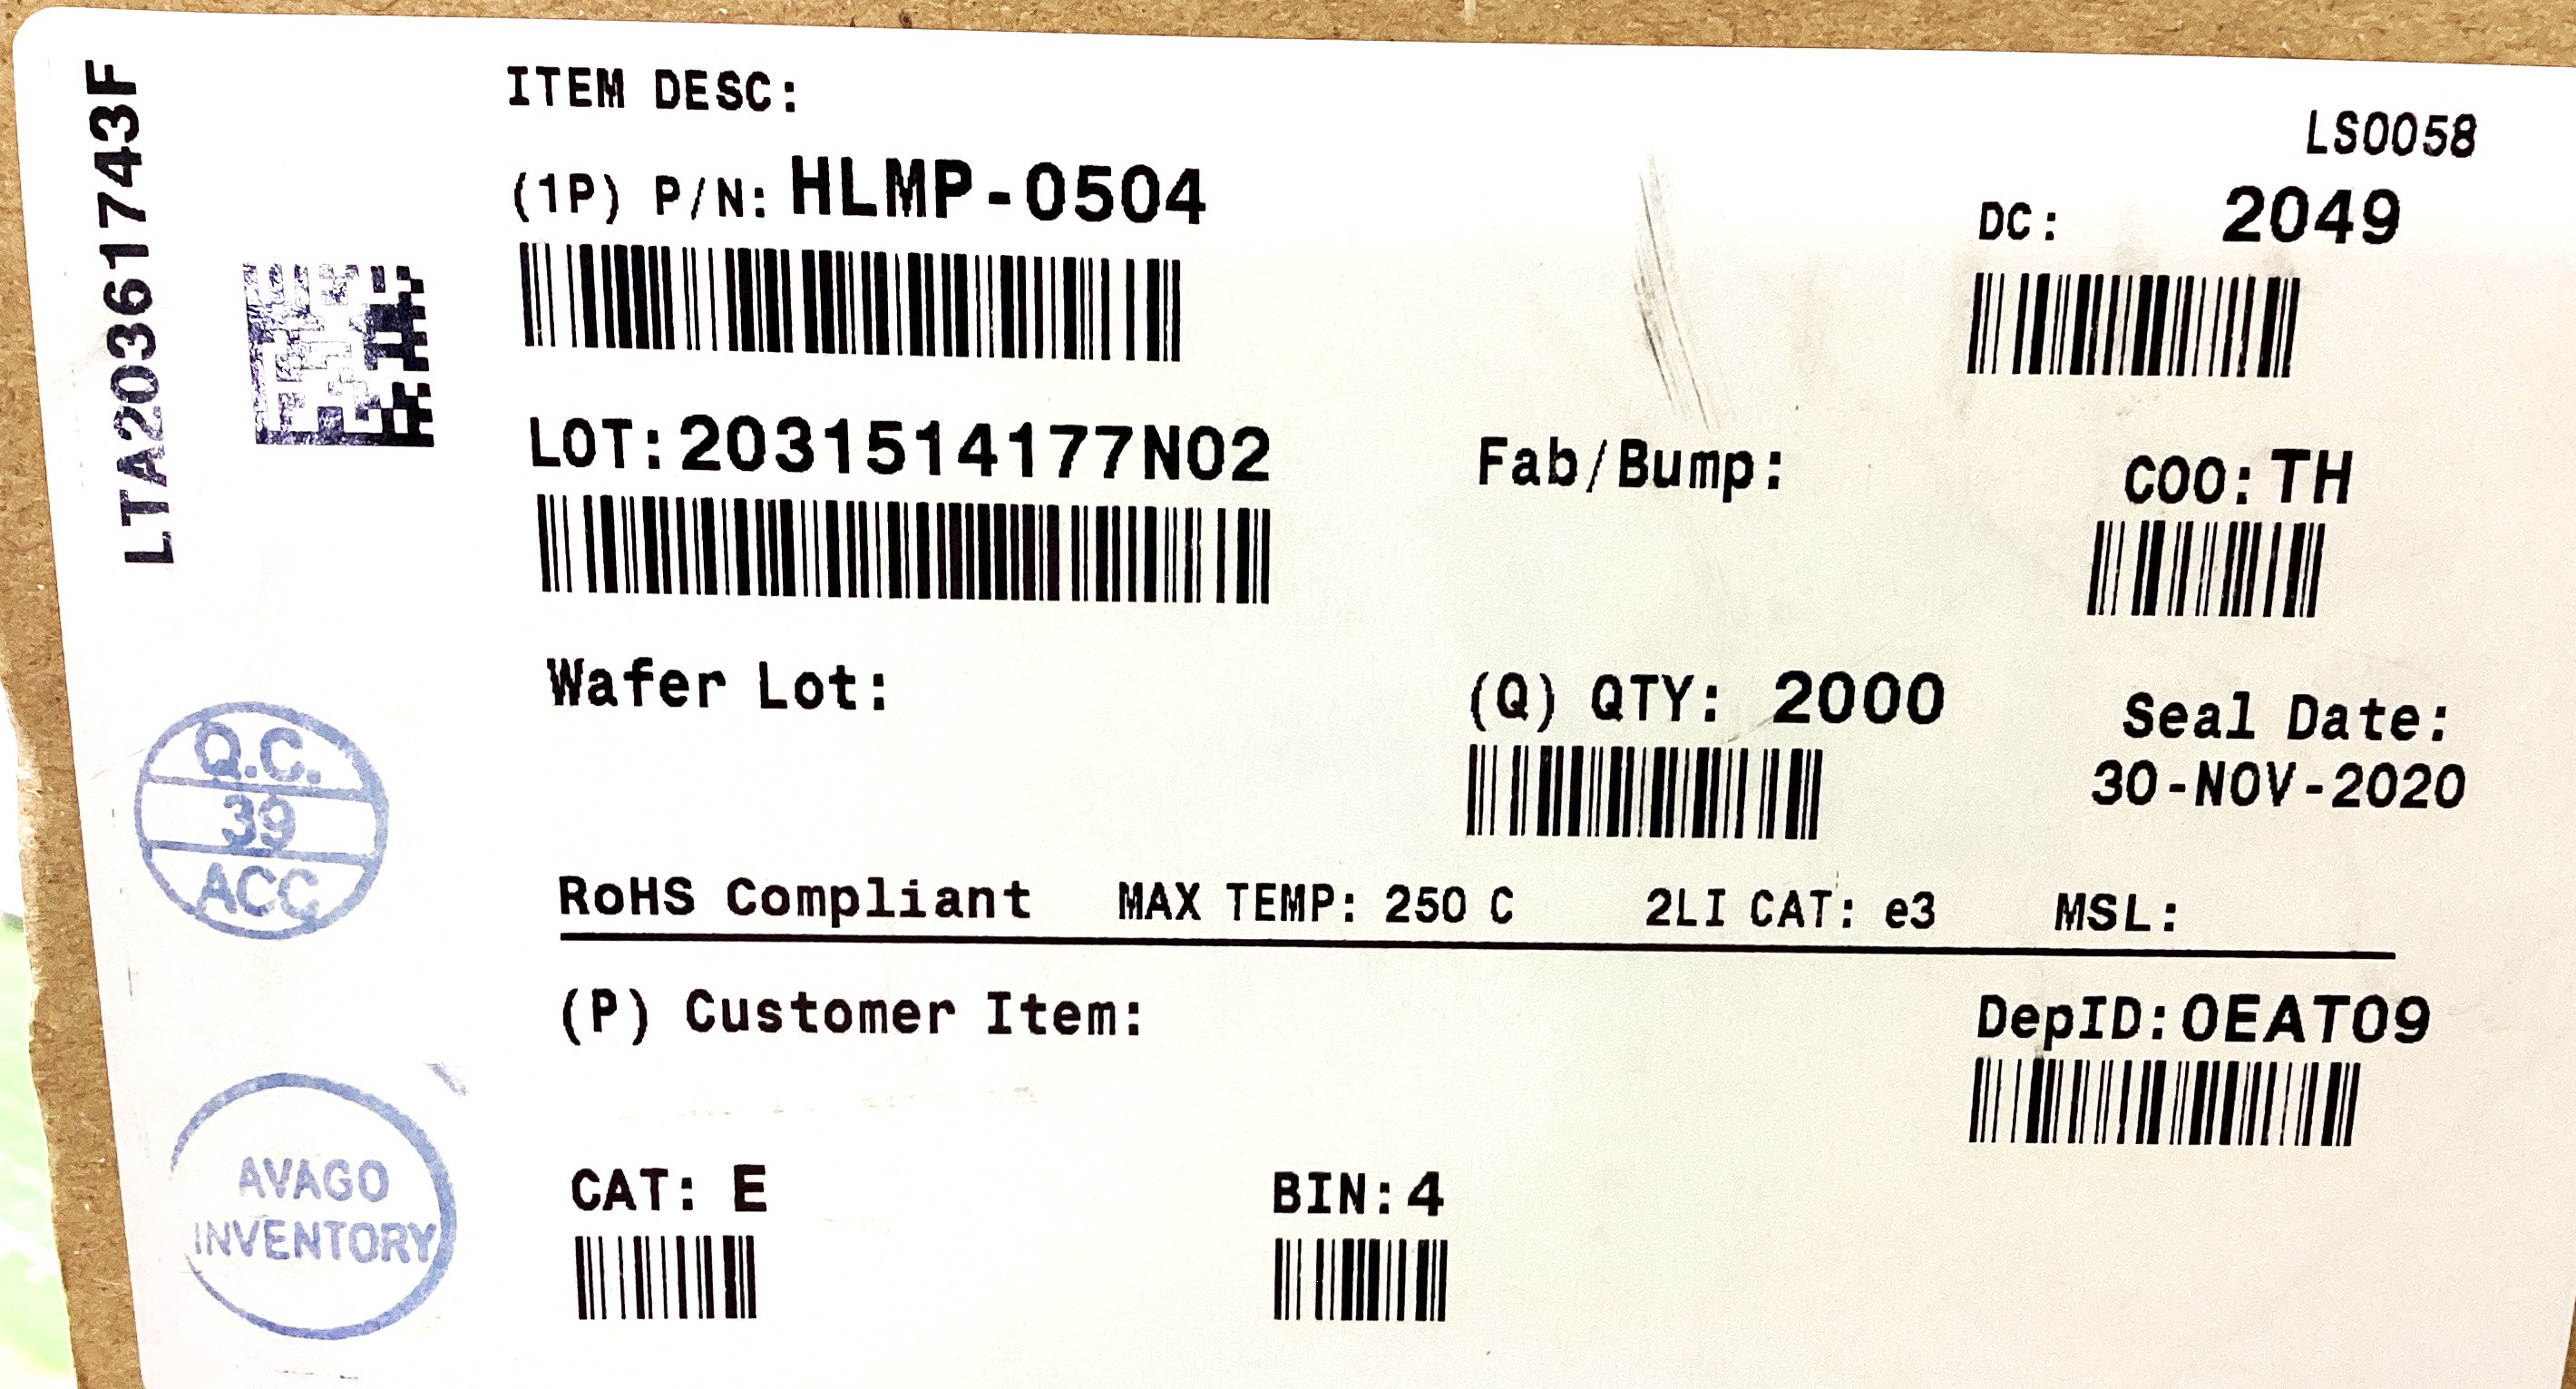 LTA203617743F
ITEM DESC:
LS0058
(1P) P/N: HLMP-0504
DC: 2049
LOT: 2031514177N02
Fab/Bump:
COO: TH
Wafer Lot:
(Q) QTY: 2000
Seal Date:
30-NOV-2020
Q.C.
39
ACC
RoHS Compliant MAX TEMP: 250 C 2LI CAT: e3 MSL:
(P) Customer Item:
DepID: 0EAT09
AVAGO
INVENTORY
CAT: E
BIN: 4